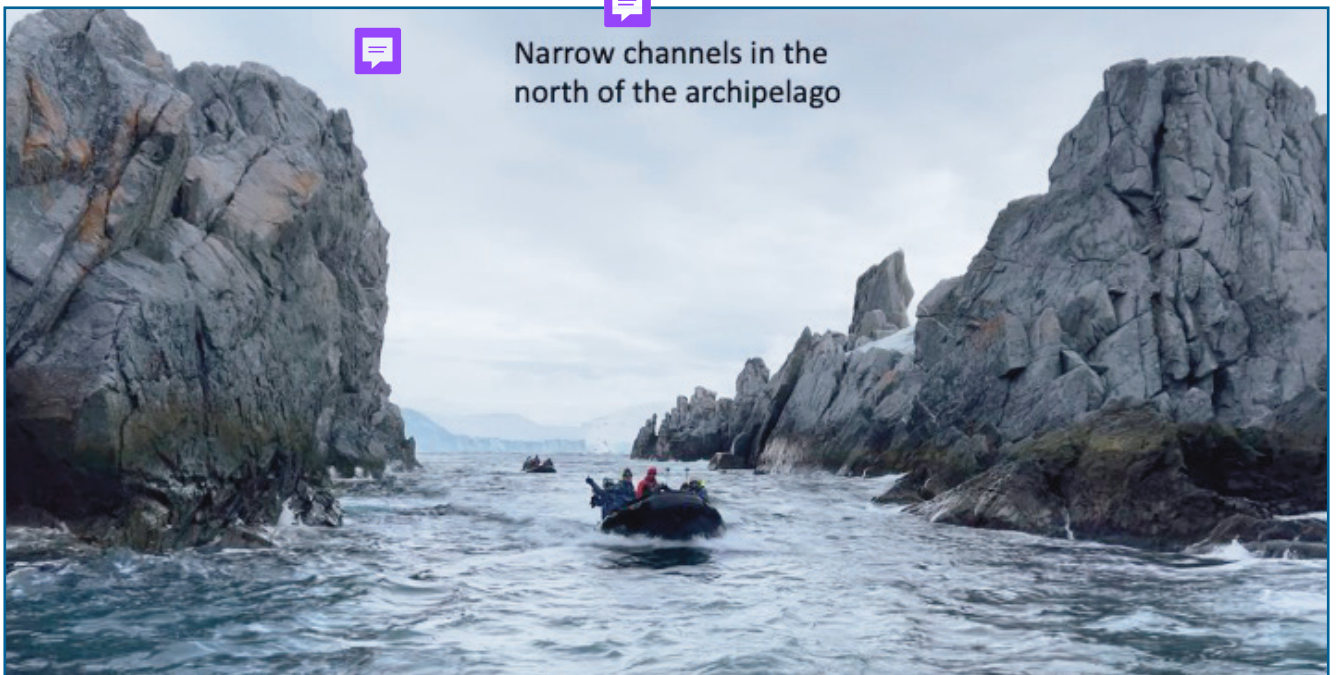 Narrow channels in the
north of the archipelago